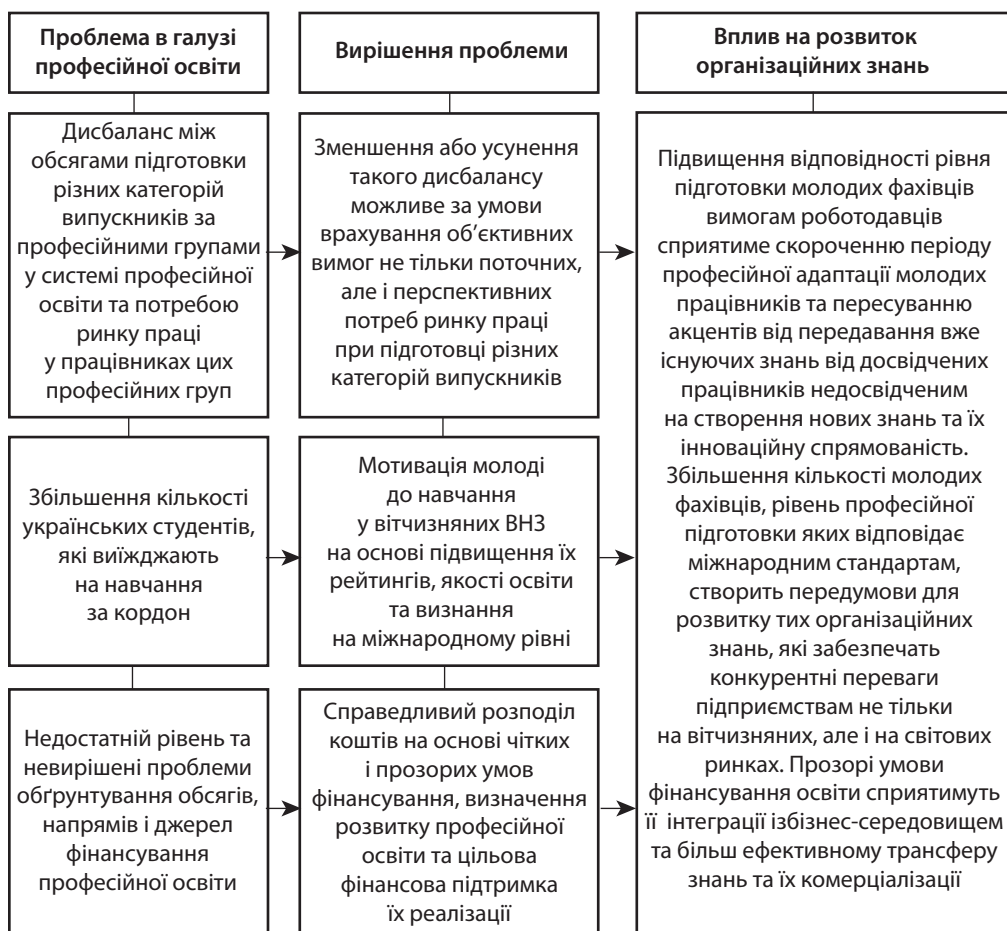 Проблема в галузі
професійної освіти
Вирішення проблеми
Вплив на розвиток
організаційних знань
Дисбаланс між
обсягами підготовки
різних категорій
випускників за
професійними групами
у системі професійної
освіти та потребою
ринку праці
у працівниках цих
професійних груп
Зменшення або усунення
такого дисбалансу
можливе за умови
врахування об’єктивних
вимог не тільки поточних,
але і перспективних
потреб ринку праці
при підготовці різних
категорій випускників
Підвищення відповідності рівня
підготовки молодих фахівців
вимогам роботодавців
сприятиме скороченню періоду
професійної адаптації молодих
працівників та пересуванню
акцентів від передавання вже
існуючих знань від досвідчених
працівників недосвідченим
на створення нових знань та їх
інноваційну спрямованість.
Збільшення кількості молодих
фахівців, рівень професійної
підготовки яких відповідає
міжнародним стандартам,
створить передумови для
розвитку тих організаційних
знань, які забезпечать
конкурентні переваги
підприємствам не тільки
на вітчизняних, але і на світових
ринках. Прозорі умови
фінансування освіти сприятимуть
її інтеграції ізбізнес-середовищем
та більш ефективному трансферу
знань та їх комерціалізації
Збільшення кількості
українських студентів,
які виїжджають
на навчання
за кордон
Мотивація молоді
до навчання
у вітчизняних ВНЗ
на основі підвищення їх
рейтингів, якості освіти
та визнання
на міжнародному рівні
Недостатній рівень та
невирішені проблеми
обґрунтування обсягів,
напрямів і джерел
фінансування
професійної освіти
Справедливий розподіл
коштів на основі чітких
і прозорих умов
фінансування, визначення
розвитку професійної
освіти та цільова
фінансова підтримка
їх реалізації